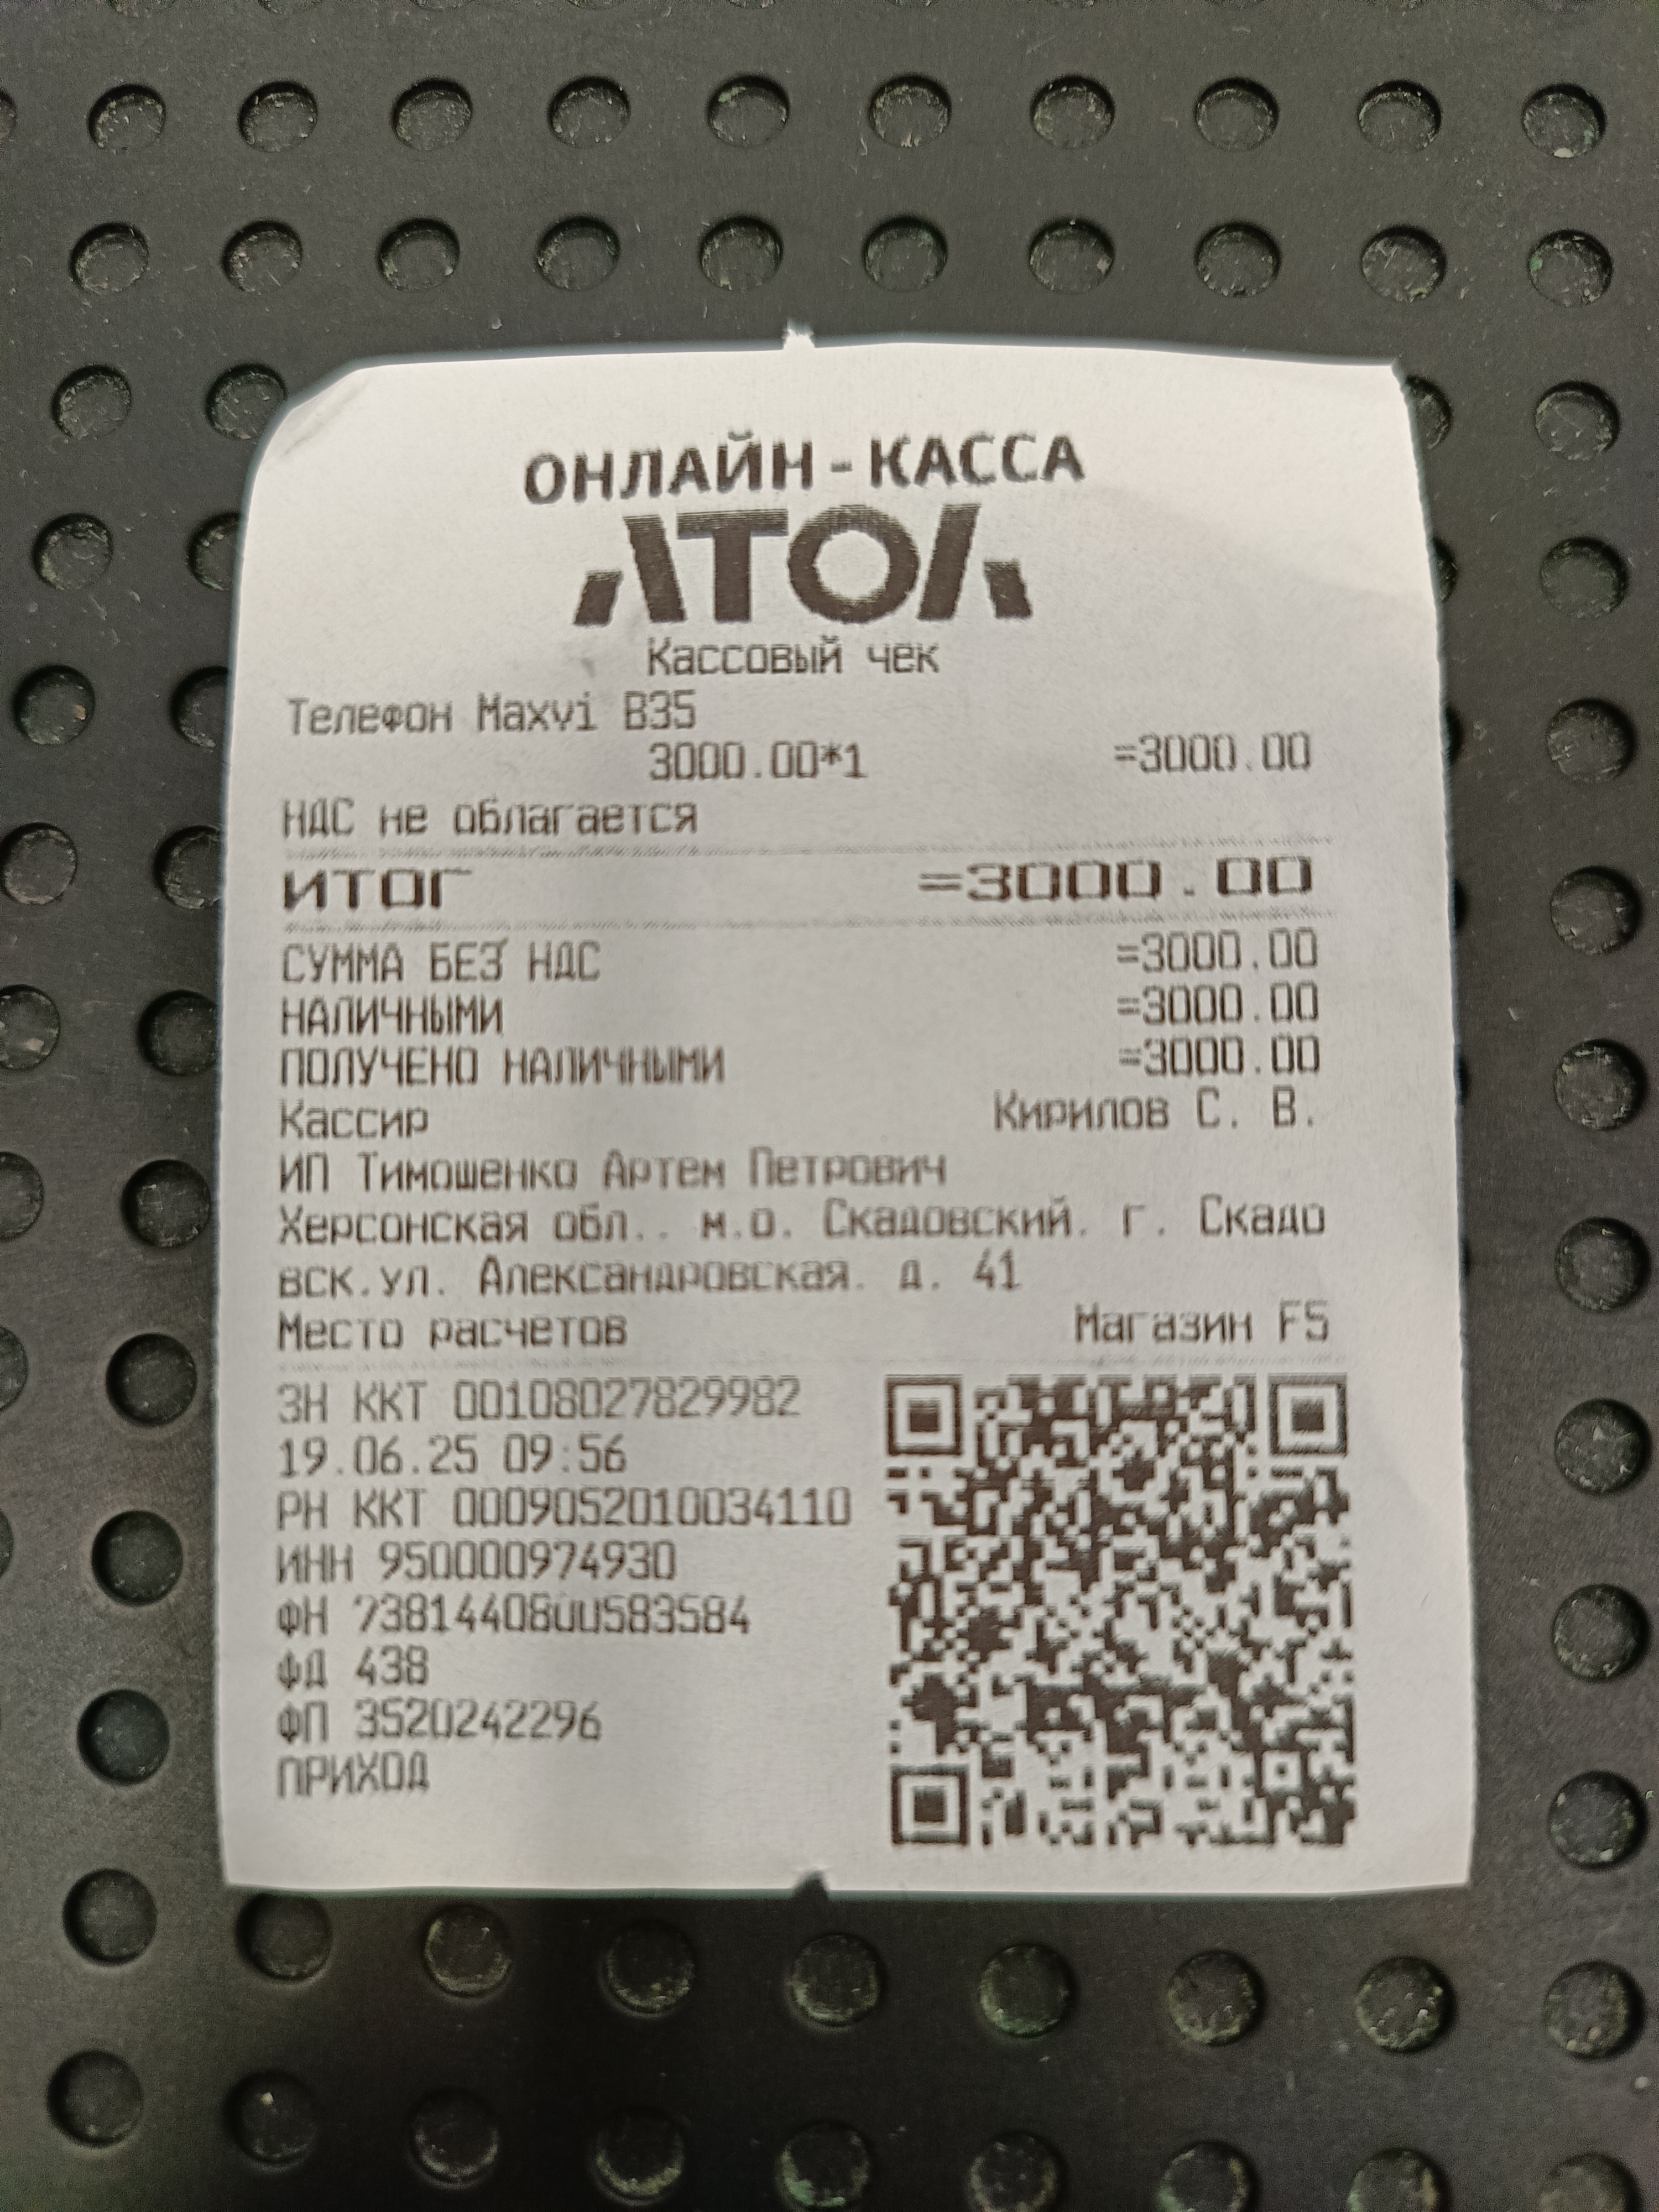 ОНЛАЙН-КАССА
АТОЛ
Кассовый чек
Телефон Maxvi B35
3000.00*1 =3000.00
НДС не облагается
ИТОГ =3000.00
СУММА БЕЗ НДС =3000.00
НАЛИЧНЫМИ =3000.00
ПОЛУЧЕНО НАЛИЧНЫМИ =3000.00
Кассир Кирилов С. В.
ИП Тимошенко Артем Петрович
Херсонская обл., м.о. Скадовский, г. Скадо
вск,ул. Александровская, д. 41
Место расчетов Магазин F5
ЗН ККТ 00108027829982
19.06.25 09:56
РН ККТ 0009052010034110
ИНН 950000974930
ФН 7381440800583584
ФД 438
ФП 3520242296
ПРИХОД